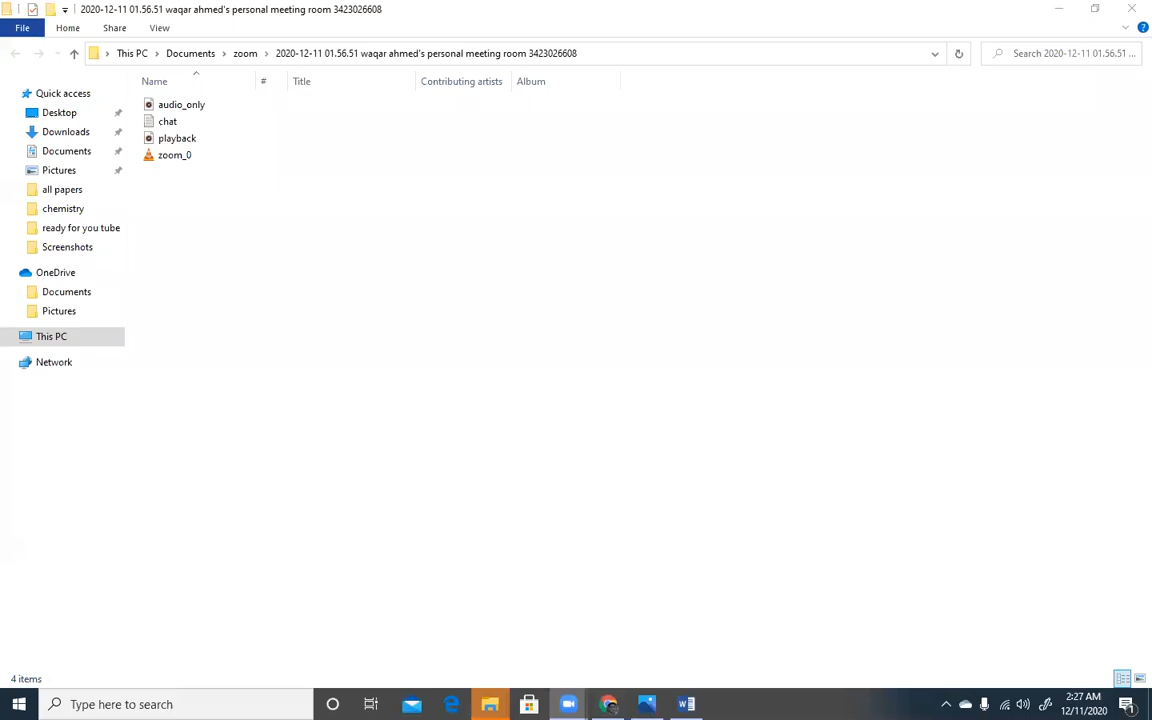 2020-12-11 01.56.51 waqar ahmed's personal meeting room 3423026608
File Home Share View
This PC Documents zoom 2020-12-11 01.56.51 waqar ahmed's personal meeting room 3423026608
Search 2020-12-11 01.56.51 ...
Name # Title Contributing artists Album
Quick access
Desktop
Downloads
Documents
Pictures
all papers
chemistry
ready for you tube
Screenshots
OneDrive
Documents
Pictures
This PC
Network
audio_only
chat
playback
zoom_0
4 items
Type here to search
2:27 AM
12/11/2020